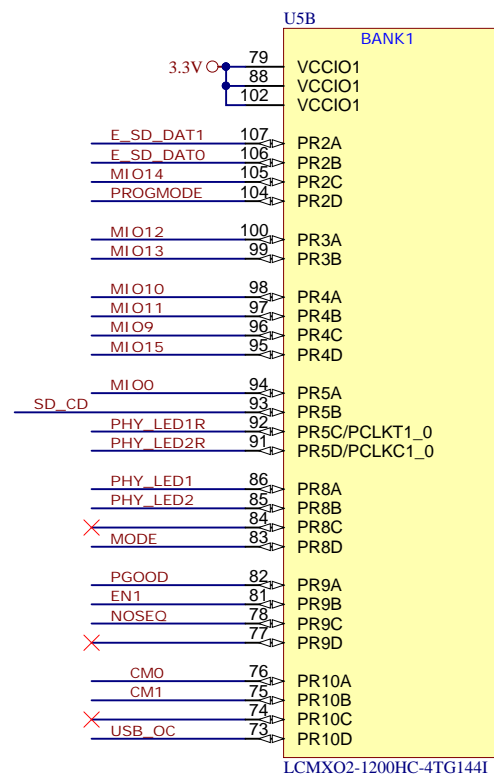 U5B
BANK1
3.3V
79 VCCIO1
88 VCCIO1
102 VCCIO1
E_SD_DAT1 107 PR2A
E_SD_DAT0 106 PR2B
MIO14 105 PR2C
PROGMODE 104 PR2D
MIO12 100 PR3A
MIO13 99 PR3B
MIO10 98 PR4A
MIO11 97 PR4B
MIO9 96 PR4C
MIO15 95 PR4D
MIO0 94 PR5A
SD_CD 93 PR5B
PHY_LED1R 92 PR5C/PCLKT1_0
PHY_LED2R 91 PR5D/PCLKC1_0
PHY_LED1 86 PR8A
PHY_LED2 85 PR8B
84 PR8C
MODE 83 PR8D
PGOOD 82 PR9A
EN1 81 PR9B
NOSEQ 78 PR9C
77 PR9D
CM0 76 PR10A
CM1 75 PR10B
74 PR10C
USB_OC 73 PR10D
LCMXO2-1200HC-4TG144I